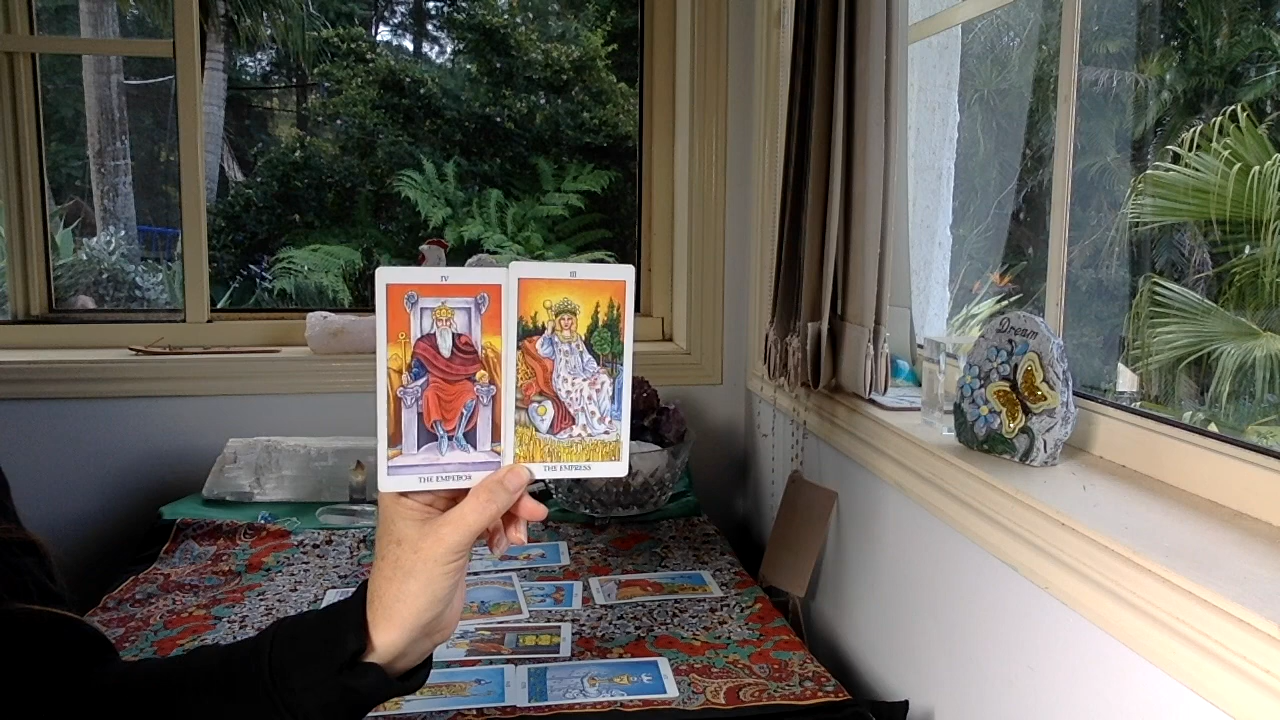 IV
III
THE EMPEROR
THE EMPRESS
Dream